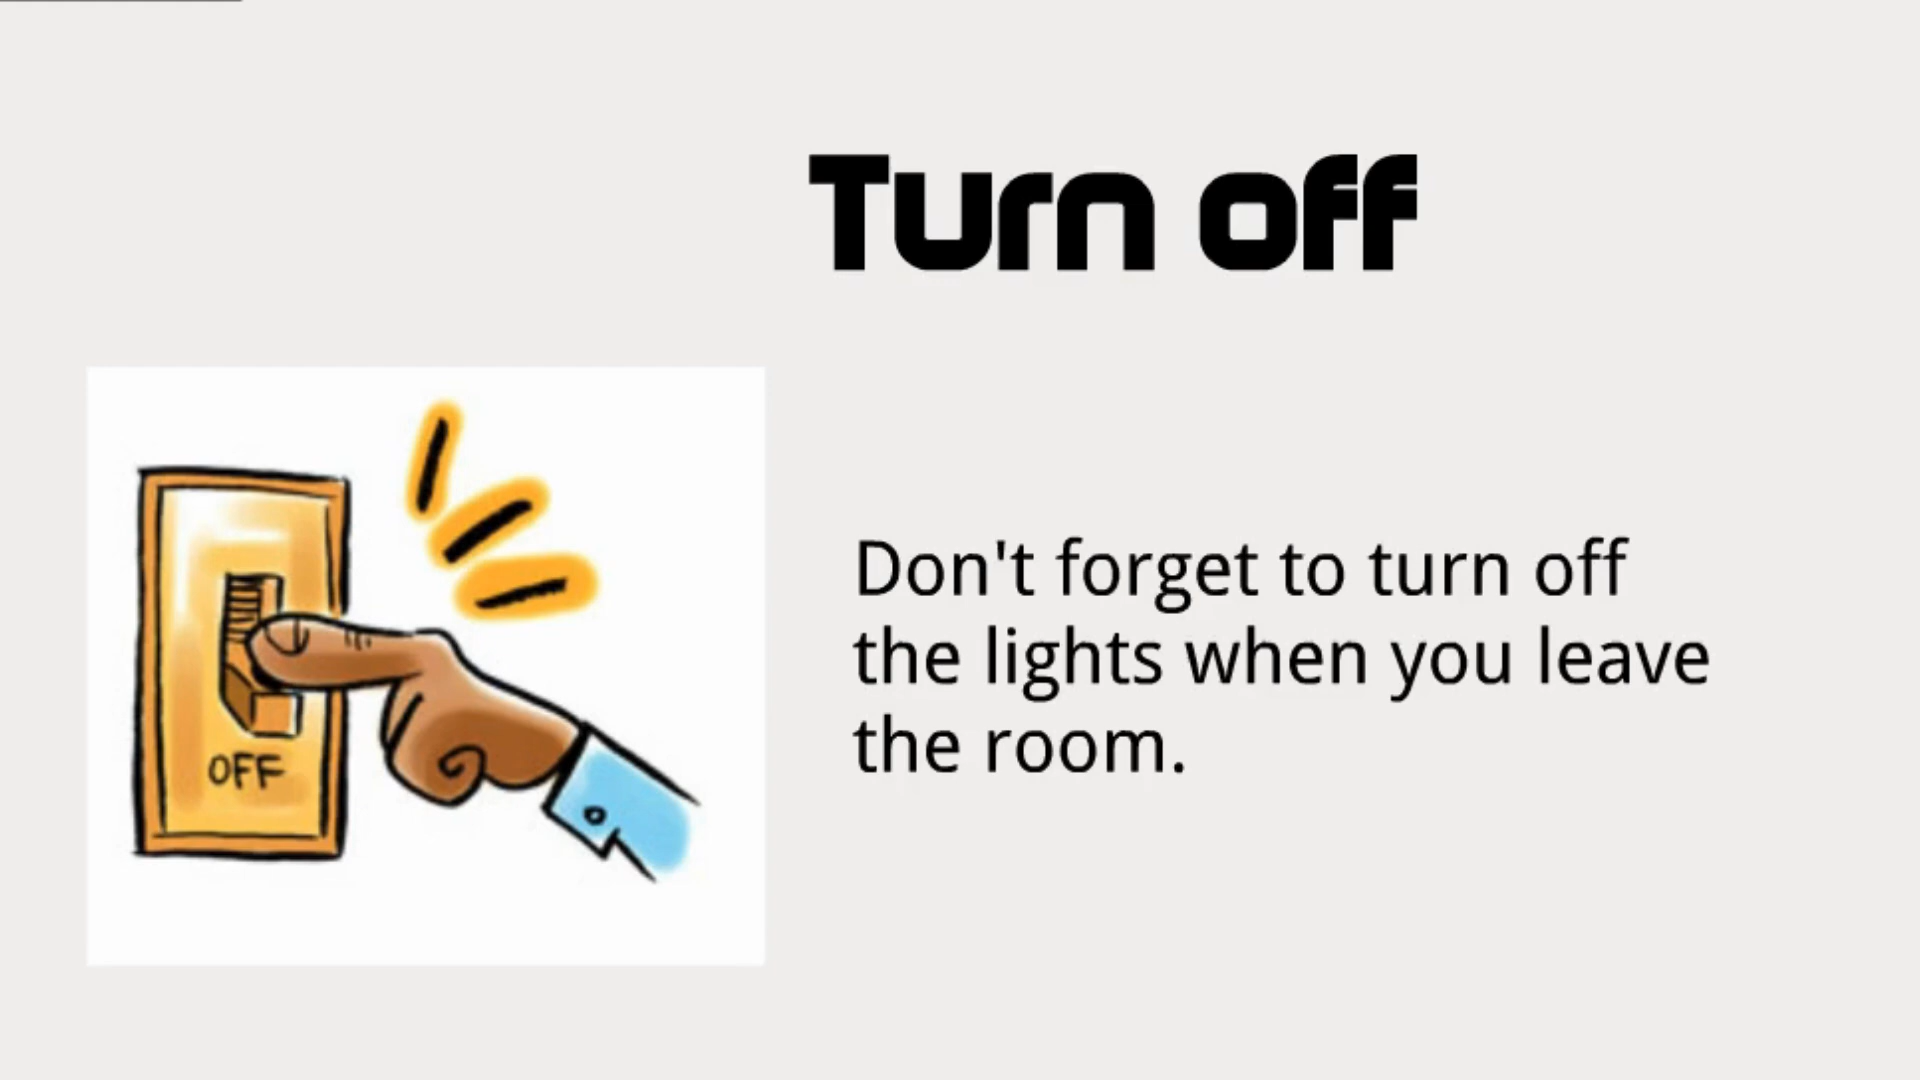 Turn off
Don't forget to turn off
the lights when you leave
the room.
OFF